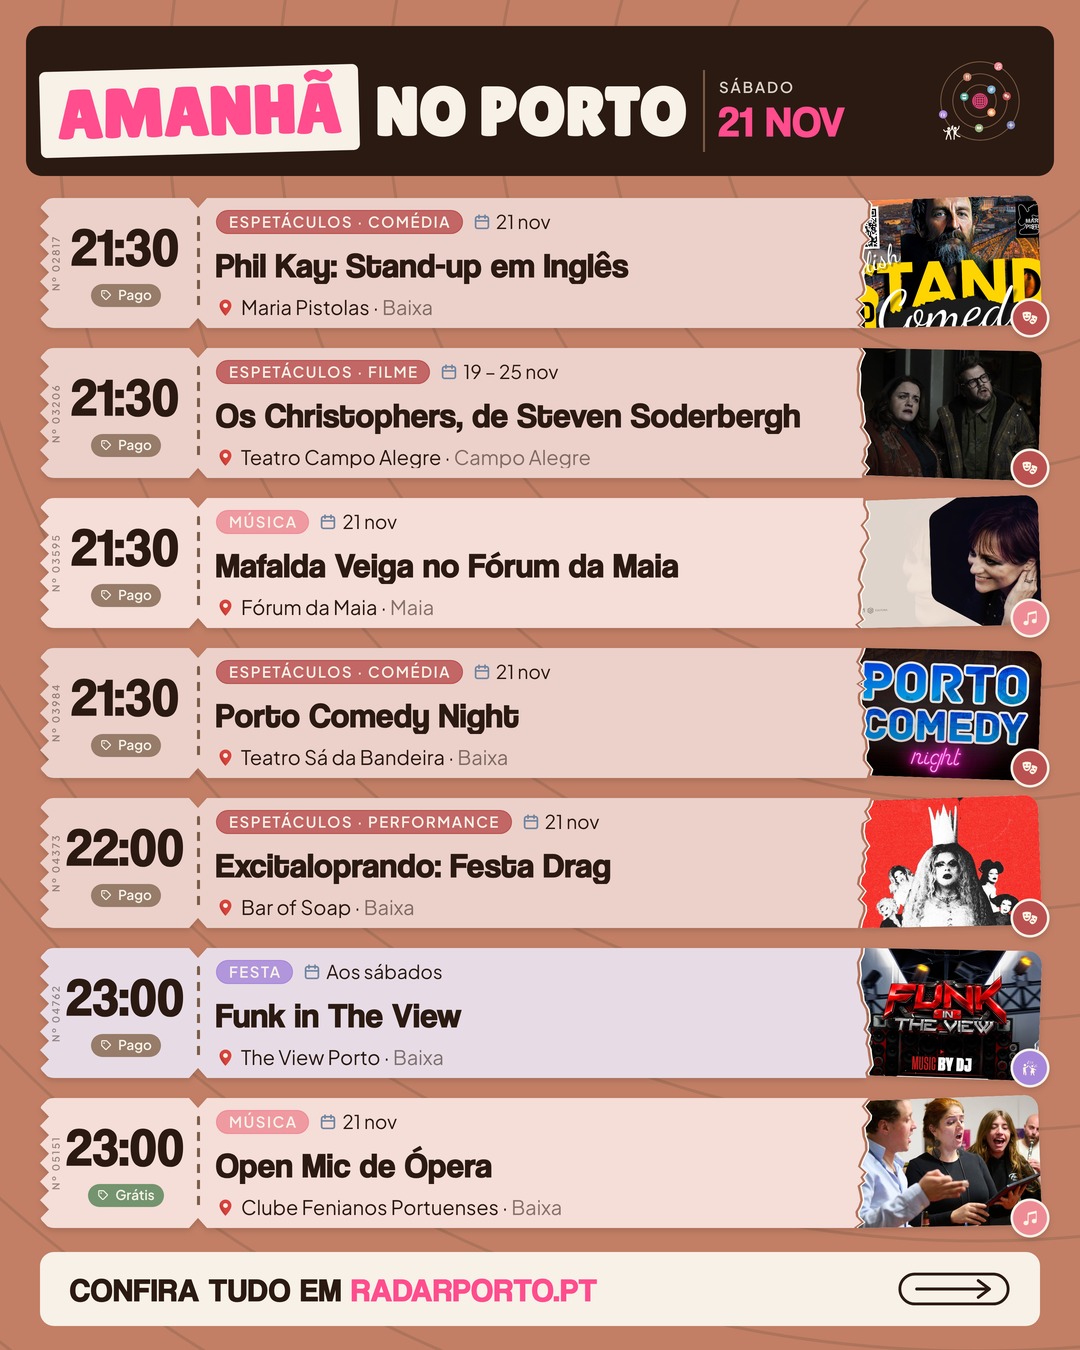 AMANHÃ NO PORTO
SÁBADO
21 NOV
Nº 02817
21:30
Pago
ESPETÁCULOS · COMÉDIA
21 nov
Phil Kay: Stand-up em Inglês
Maria Pistolas · Baixa
lish
TAND
Comed
Nº 03206
21:30
Pago
ESPETÁCULOS · FILME
19 – 25 nov
Os Christophers, de Steven Soderbergh
Teatro Campo Alegre · Campo Alegre
Nº 03595
21:30
Pago
MÚSICA
21 nov
Mafalda Veiga no Fórum da Maia
Fórum da Maia · Maia
Nº 03984
21:30
Pago
ESPETÁCULOS · COMÉDIA
21 nov
Porto Comedy Night
Teatro Sá da Bandeira · Baixa
PORTO
COMEDY
night
Nº 04373
22:00
Pago
ESPETÁCULOS · PERFORMANCE
21 nov
Excitaloprando: Festa Drag
Bar of Soap · Baixa
Nº 04762
23:00
Pago
FESTA
Aos sábados
Funk in The View
The View Porto · Baixa
FUNK
IN
THE VIEW
MUSIC BY DJ
Nº 05151
23:00
Grátis
MÚSICA
21 nov
Open Mic de Ópera
Clube Fenianos Portuenses · Baixa
CONFIRA TUDO EM RADARPORTO.PT